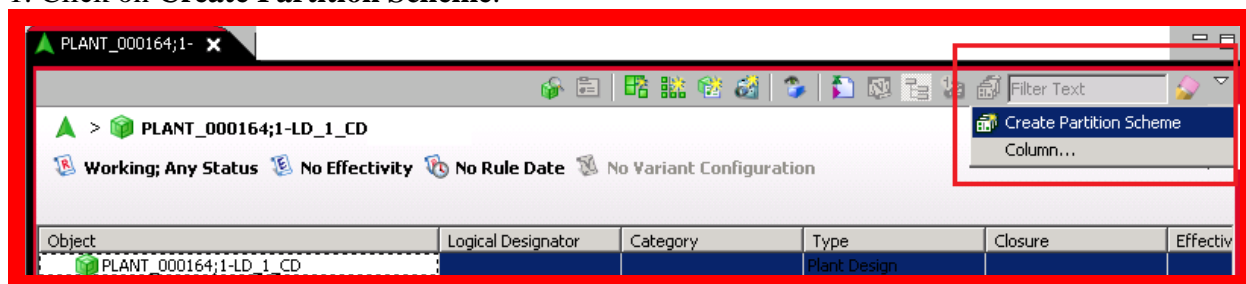 1. Click on Create Partition Scheme.
PLANT_000164;1-
Filter Text
> PLANT_000164;1-LD_1_CD
Create Partition Scheme
Column...
Working; Any Status No Effectivity No Rule Date No Variant Configuration
Object Logical Designator Category Type Closure Effectiv
PLANT_000164;1-LD_1_CD Plant Design